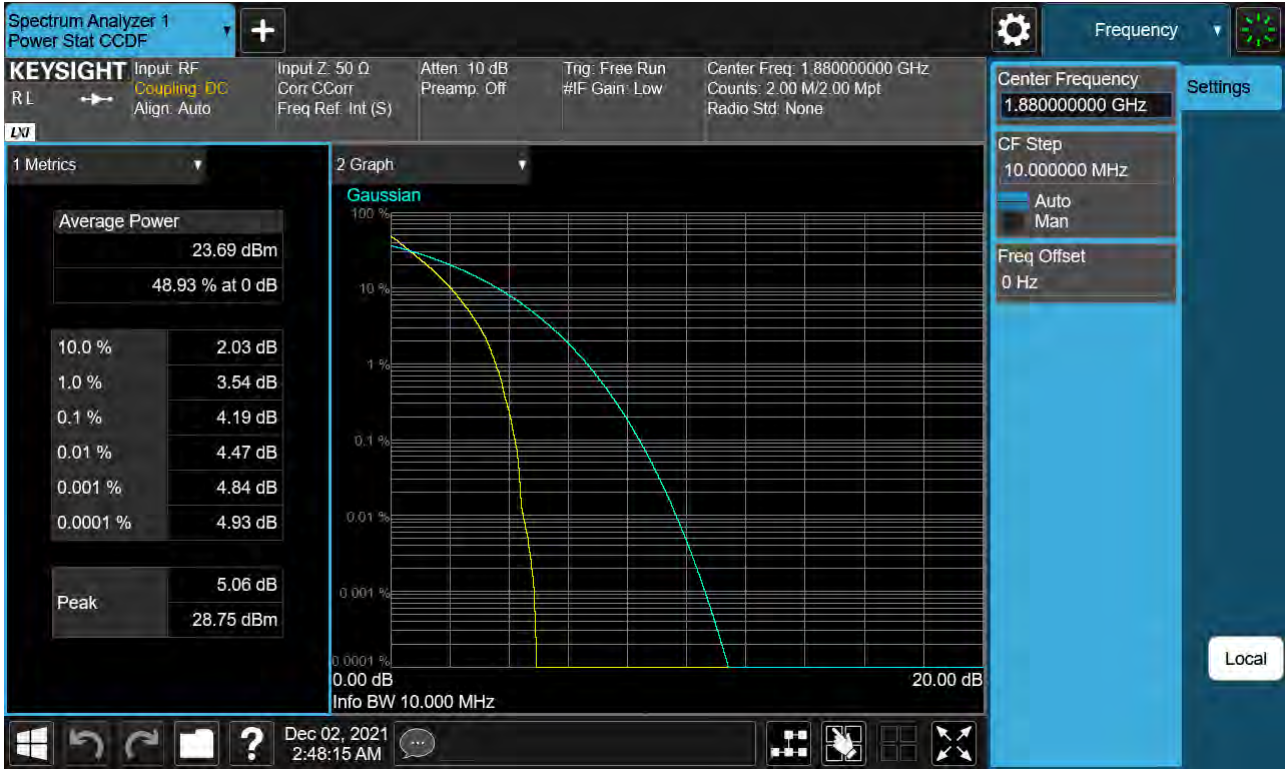 Spectrum Analyzer 1
Power Stat CCDF
+
Frequency
KEYSIGHT
R L
LXI
Input: RF
Coupling: DC
Align: Auto
Input Z: 50 Ω
Corr CCorr
Freq Ref: Int (S)
Atten: 10 dB
Preamp: Off
Trig: Free Run
#IF Gain: Low
Center Freq: 1.880000000 GHz
Counts: 2.00 M/2.00 Mpt
Radio Std: None
Center Frequency
1.880000000 GHz
Settings
CF Step
10.000000 MHz
Auto
Man
Freq Offset
0 Hz
Local
1 Metrics
Average Power
23.69 dBm
48.93 % at 0 dB
10.0 % 2.03 dB
1.0 % 3.54 dB
0.1 % 4.19 dB
0.01 % 4.47 dB
0.001 % 4.84 dB
0.0001 % 4.93 dB
Peak
5.06 dB
28.75 dBm
2 Graph
Gaussian
100 %
10 %
1 %
0.1 %
0.01 %
0.001 %
0.0001 %
0.00 dB 20.00 dB
Info BW 10.000 MHz
?
Dec 02, 2021
2:48:15 AM